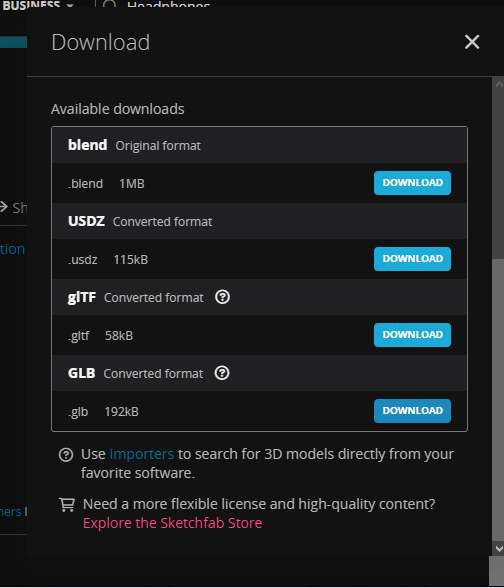 BUSINESS
Headphones
Download
Available downloads
blend Original format
.blend 1MB DOWNLOAD
USDZ Converted format
.usdz 115kB DOWNLOAD
glTF Converted format ?
.gltf 58kB DOWNLOAD
GLB Converted format ?
.glb 192kB DOWNLOAD
? Use Importers to search for 3D models directly from your
favorite software.
Need a more flexible license and high-quality content?
Explore the Sketchfab Store
Sh
tion
ners